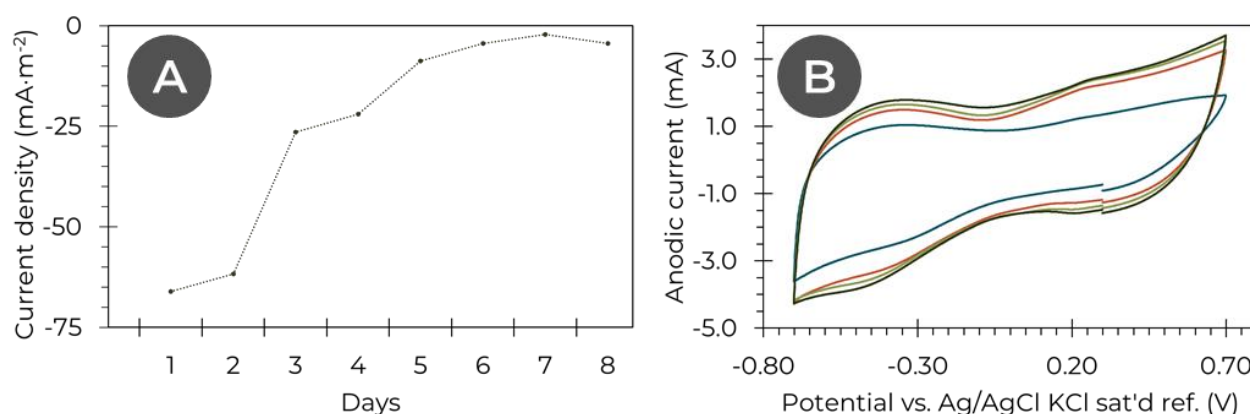 A
0
-25
-50
-75
Current density (mA·m-2)
1 2 3 4 5 6 7 8
Days
B
3.0
1.0
-1.0
-3.0
-5.0
Anodic current (mA)
-0.80 -0.30 0.20 0.70
Potential vs. Ag/AgCl KCl sat'd ref. (V)